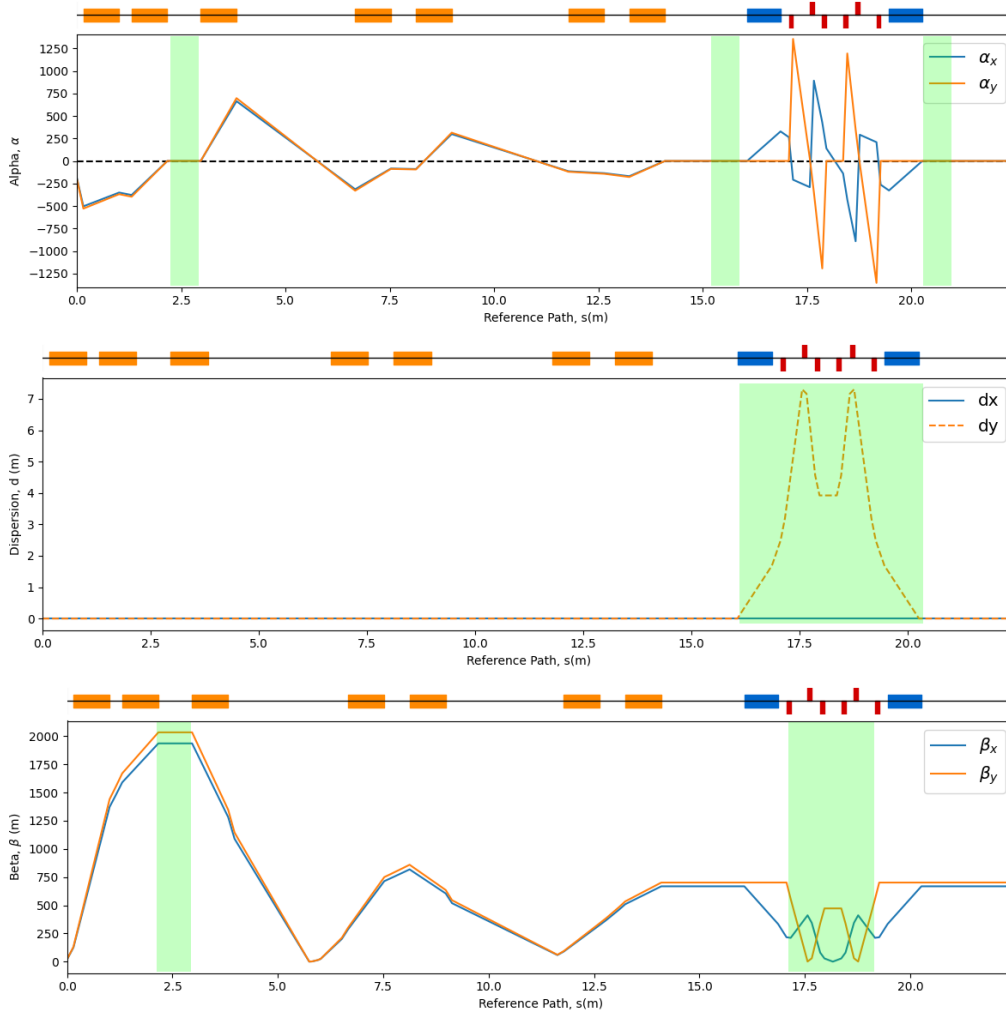 1250
1000
750
500
250
0
−250
−500
−750
−1000
−1250
Alpha, α
αx
αy
0.0 2.5 5.0 7.5 10.0 12.5 15.0 17.5 20.0
Reference Path, s(m)
7
6
5
4
3
2
1
0
Dispersion, d (m)
dx
dy
0.0 2.5 5.0 7.5 10.0 12.5 15.0 17.5 20.0
Reference Path, s(m)
2000
1750
1500
1250
1000
750
500
250
0
Beta, β (m)
βx
βy
0.0 2.5 5.0 7.5 10.0 12.5 15.0 17.5 20.0
Reference Path, s(m)